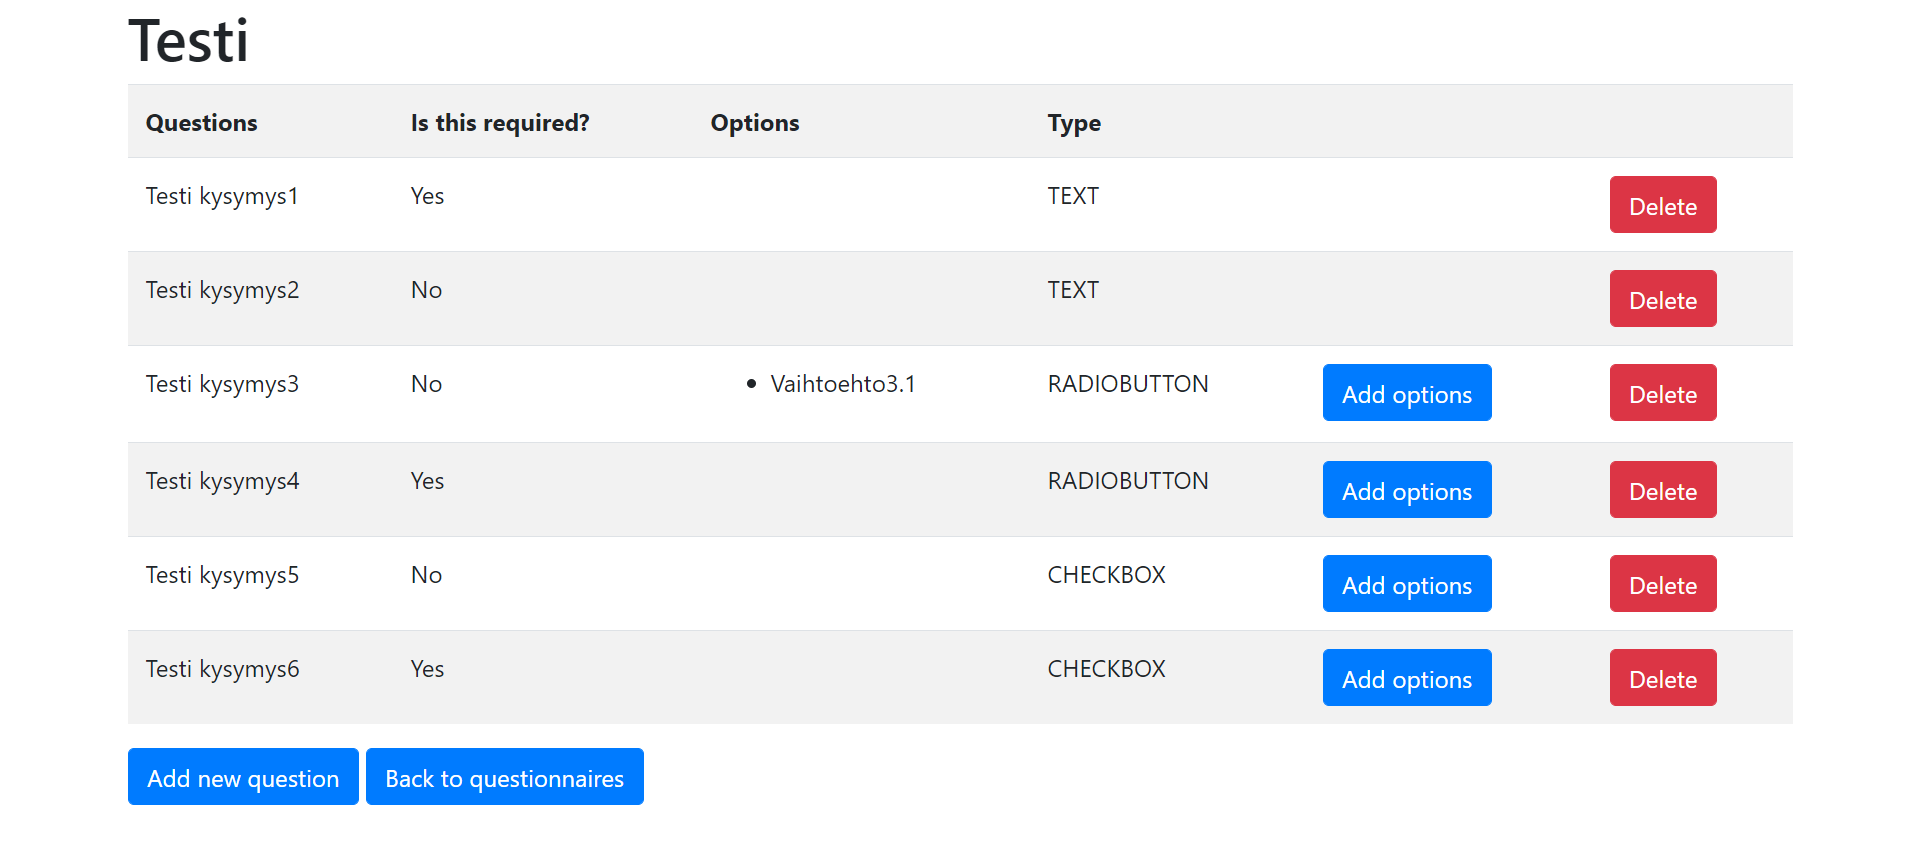 Testi
Questions Is this required? Options Type
Testi kysymys1 Yes TEXT Delete
Testi kysymys2 No TEXT Delete
Testi kysymys3 No • Vaihtoehto3.1 RADIOBUTTON Add options Delete
Testi kysymys4 Yes RADIOBUTTON Add options Delete
Testi kysymys5 No CHECKBOX Add options Delete
Testi kysymys6 Yes CHECKBOX Add options Delete
Add new question Back to questionnaires